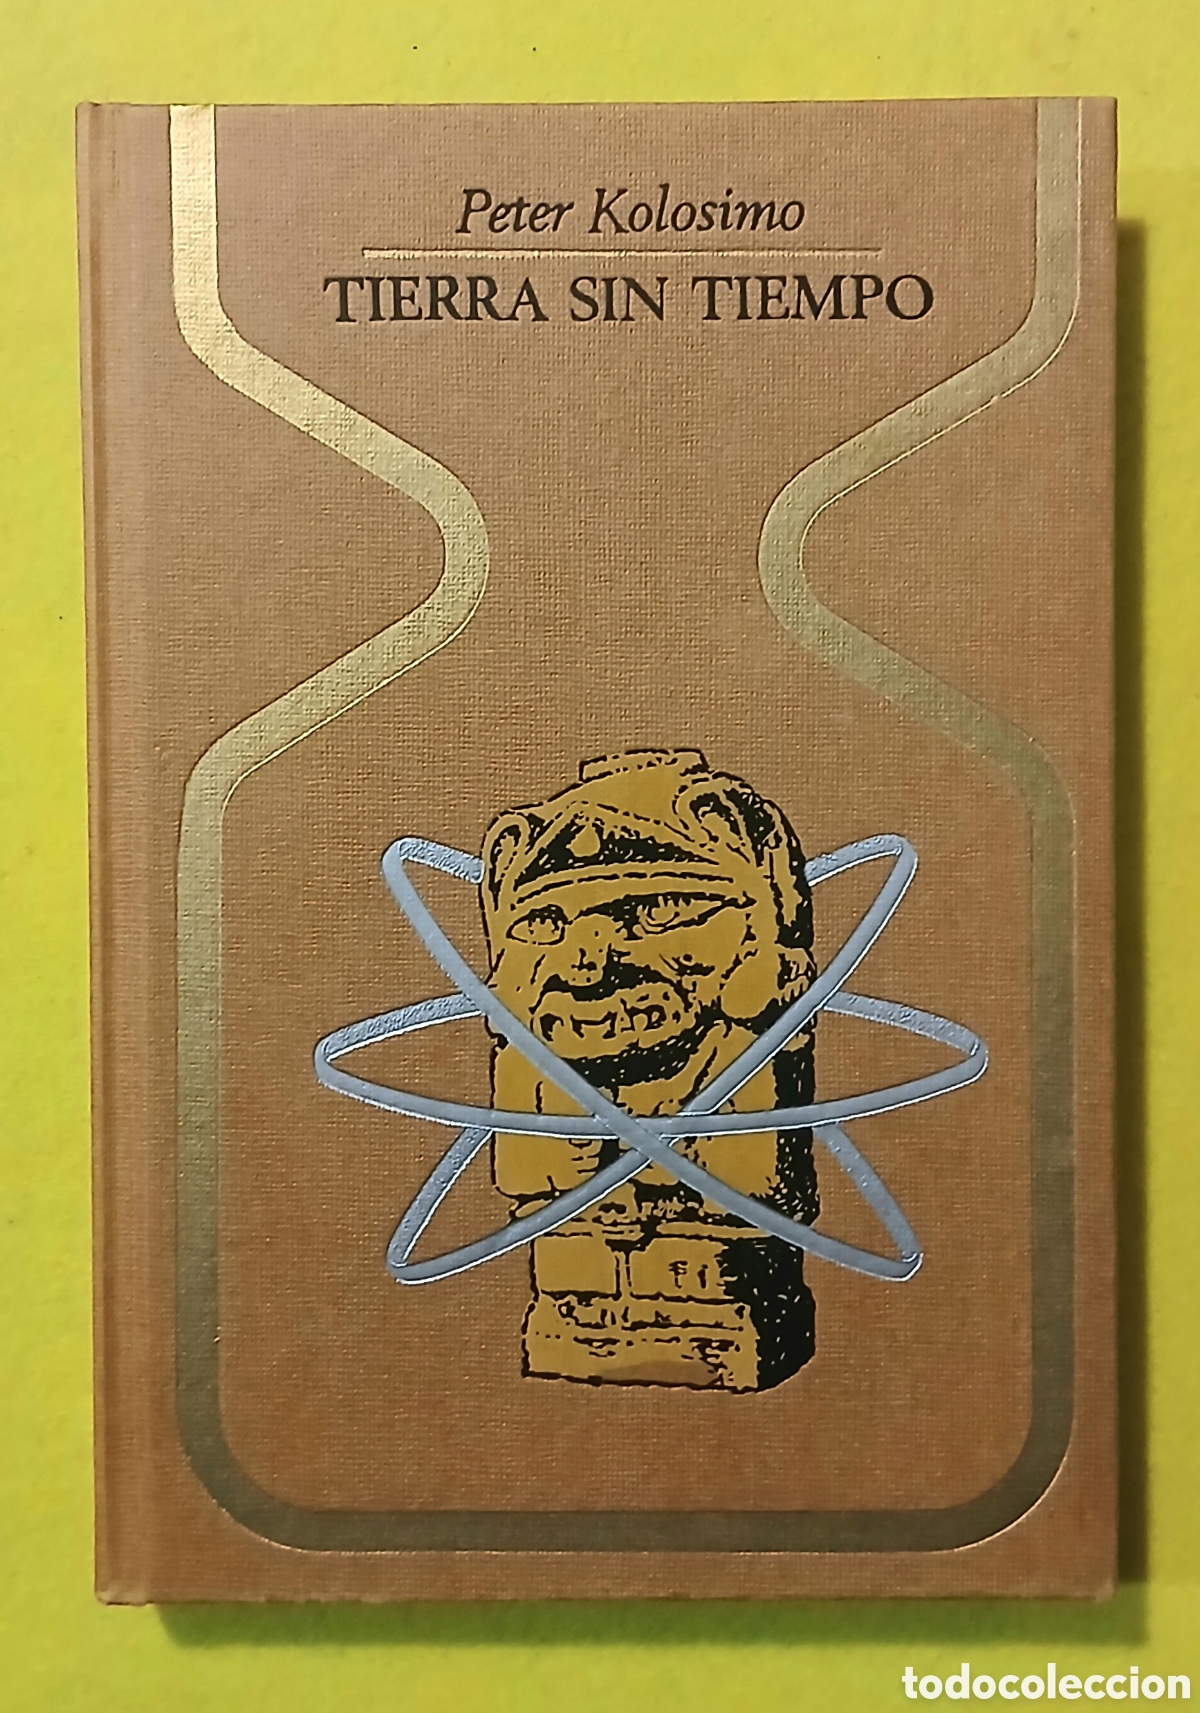 Peter Kolosimo
TIERRA SIN TIEMPO
todocoleccion